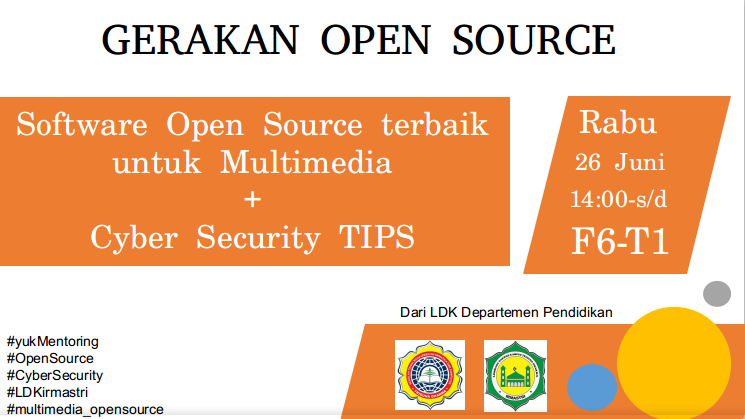 GERAKAN OPEN SOURCE
Software Open Source terbaik
untuk Multimedia
+
Cyber Security TIPS
Rabu
26 Juni
14:00-s/d
F6-T1
Dari LDK Departemen Pendidikan
#yukMentoring
#OpenSource
#CyberSecurity
#LDKirmastri
#multimedia_opensource